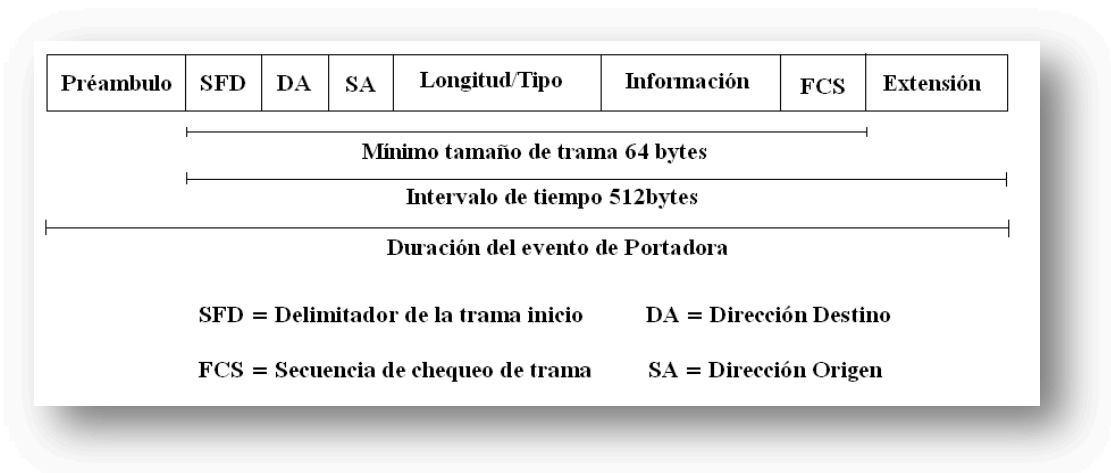 Préambulo SFD DA SA Longitud/Tipo Información FCS Extensión
Mínimo tamaño de trama 64 bytes
Intervalo de tiempo 512bytes
Duración del evento de Portadora
SFD = Delimitador de la trama inicio DA = Dirección Destino
FCS = Secuencia de chequeo de trama SA = Dirección Origen